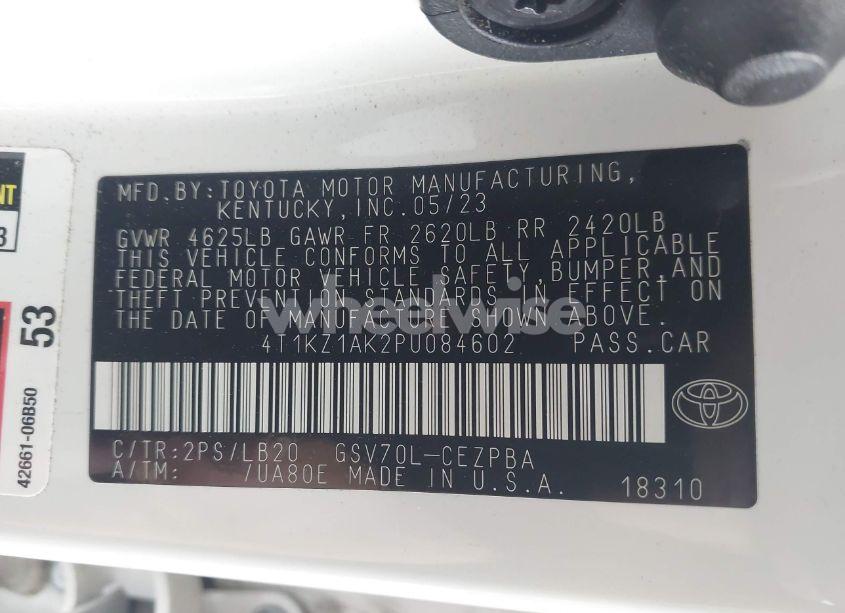 MFD. BY: TOYOTA MOTOR MANUFACTURING,
KENTUCKY, INC. 05/23
GVWR 4625LB GAWR FR 2620LB RR 2420LB
THIS VEHICLE CONFORMS TO ALL APPLICABLE
FEDERAL MOTOR VEHICLE SAFETY, BUMPER, AND
THEFT PREVENTION STANDARDS IN EFFECT ON
THE DATE OF MANUFACTURE SHOWN ABOVE.
wheelwise
4T1KZ1AK2PU084602 PASS. CAR
C/TR: 2PS/LB20 GSV70L-CEZPBA
A/TM: /UA80E MADE IN U.S.A. 18310
53
42661-06B50